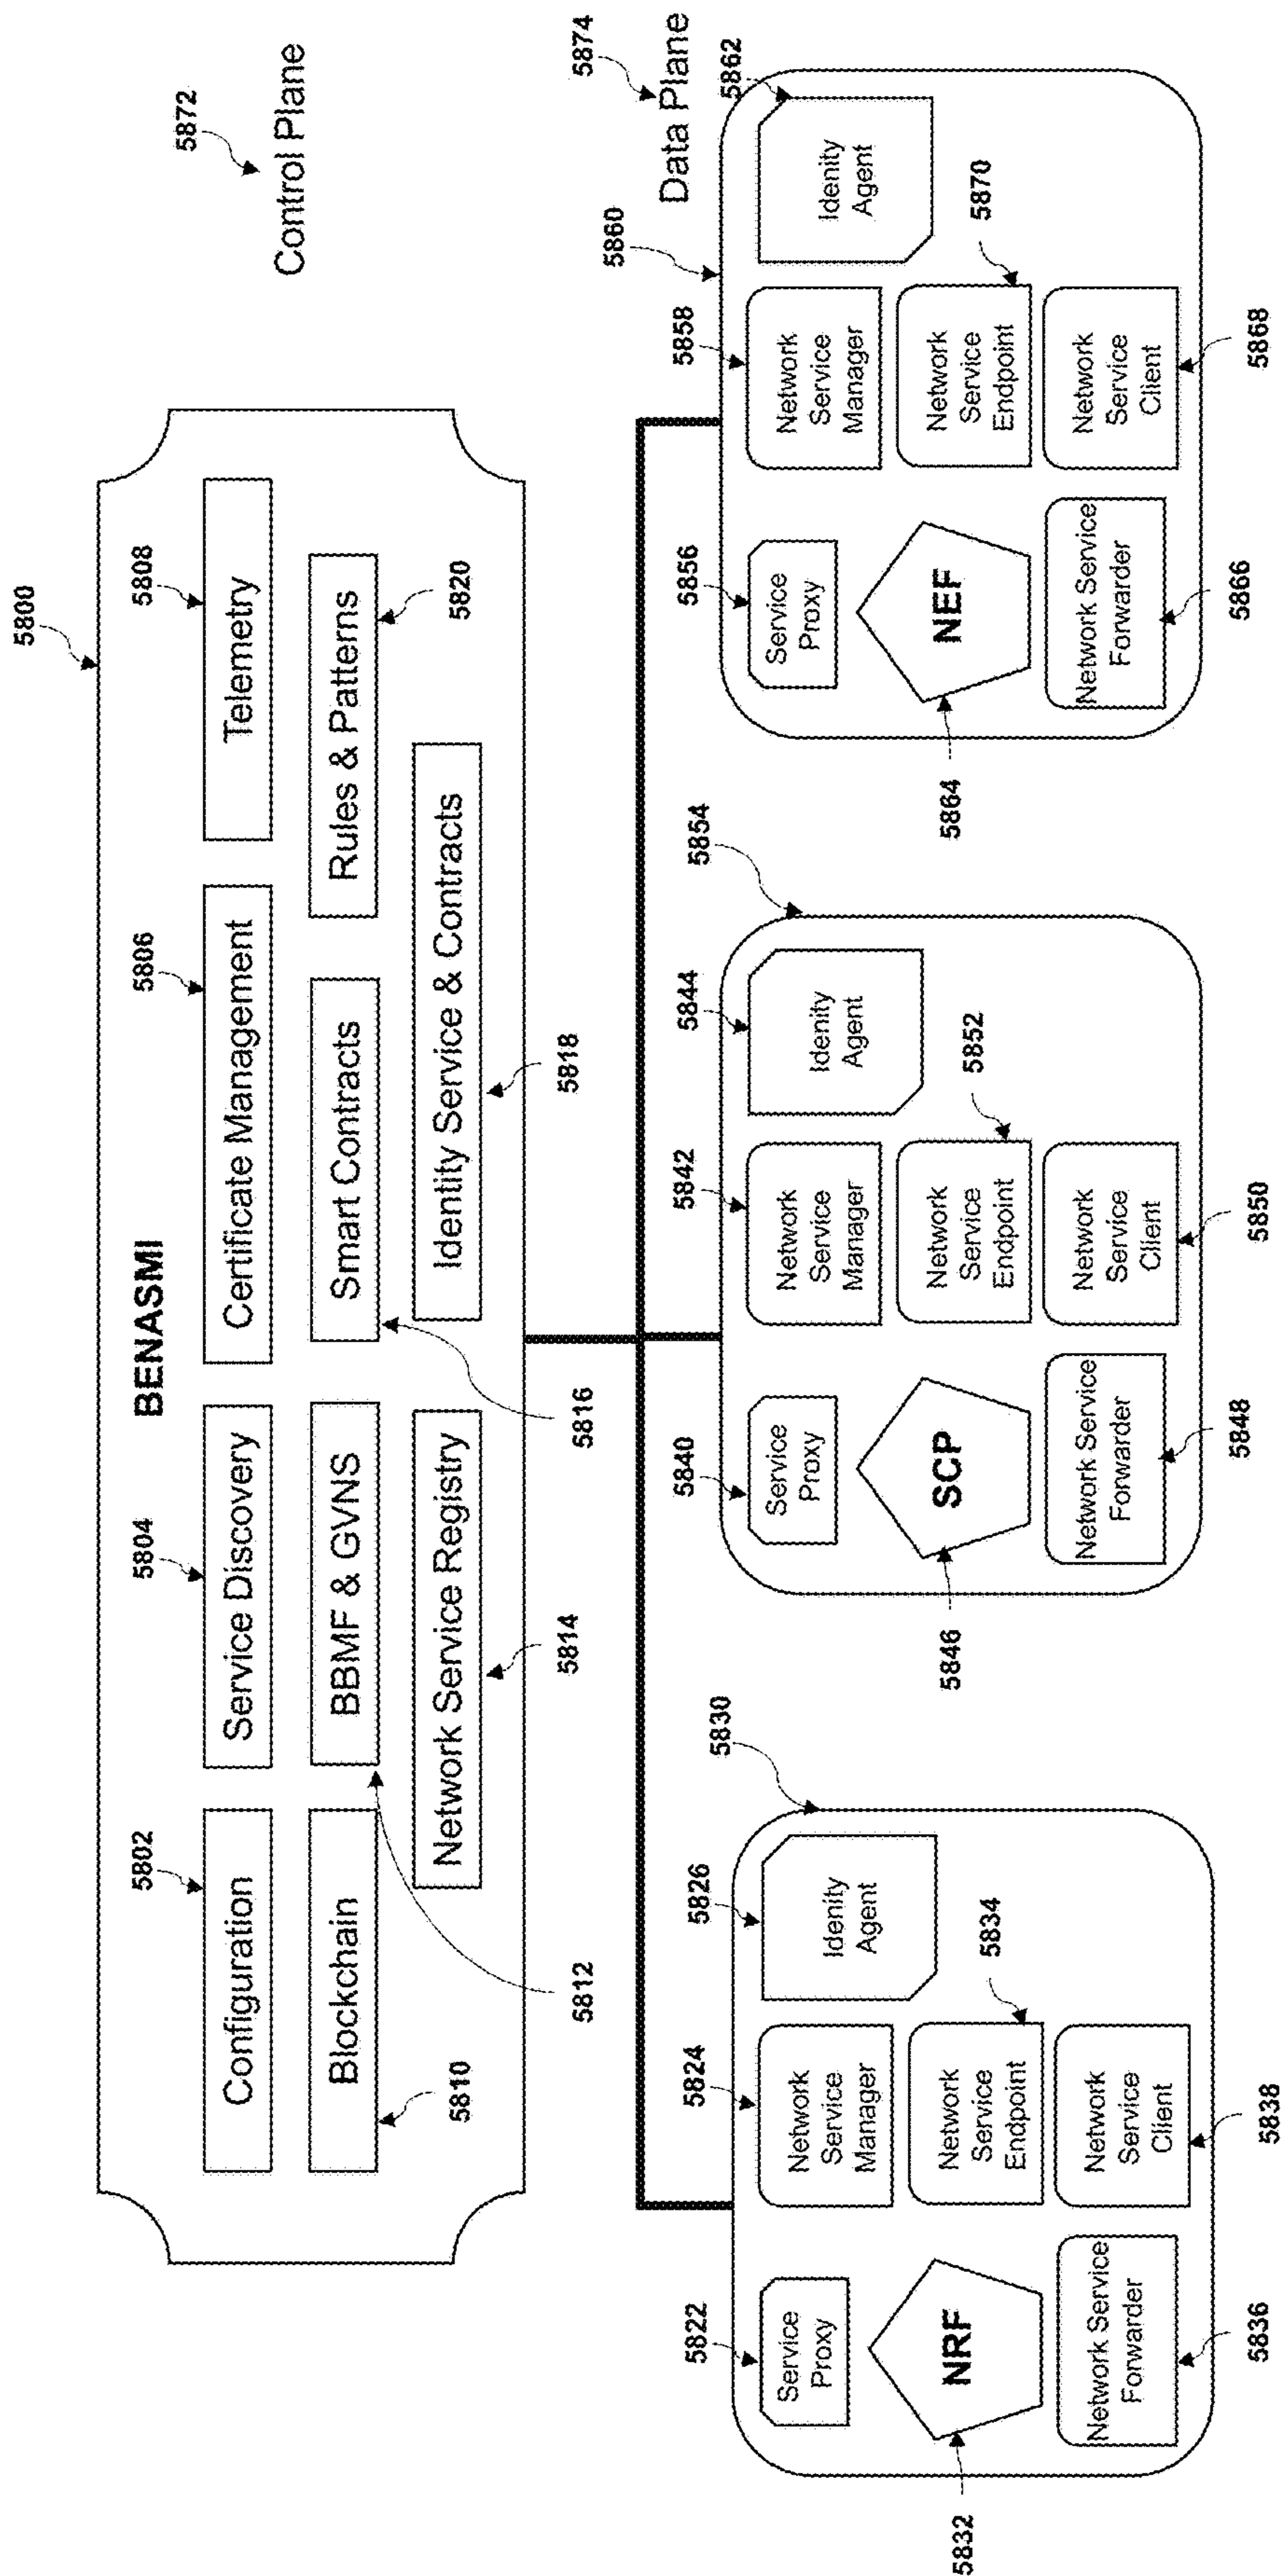 5800
5872
Control Plane
BENASMI
5802
5804
5806
5808
Configuration
Service Discovery
Certificate Management
Telemetry
Blockchain
BBMF & GVNS
Smart Contracts
Rules & Patterns
5810
5820
Network Service Registry
Identity Service & Contracts
5812
5814
5816
5818
5874
Data Plane
5822
5824
5826
5830
Service
Proxy
Network
Service
Manager
Idenity
Agent
NRF
5832
5834
Network
Service
Endpoint
Network Service
Forwarder
Network
Service
Client
5836
5838
5840
5842
5844
5854
Service
Proxy
Network
Service
Manager
Idenity
Agent
SCP
5846
5852
Network
Service
Endpoint
Network Service
Forwarder
Network
Service
Client
5848
5850
5856
5858
5860
5862
Service
Proxy
Network
Service
Manager
Idenity
Agent
NEF
5864
5870
Network
Service
Endpoint
Network Service
Forwarder
Network
Service
Client
5866
5868